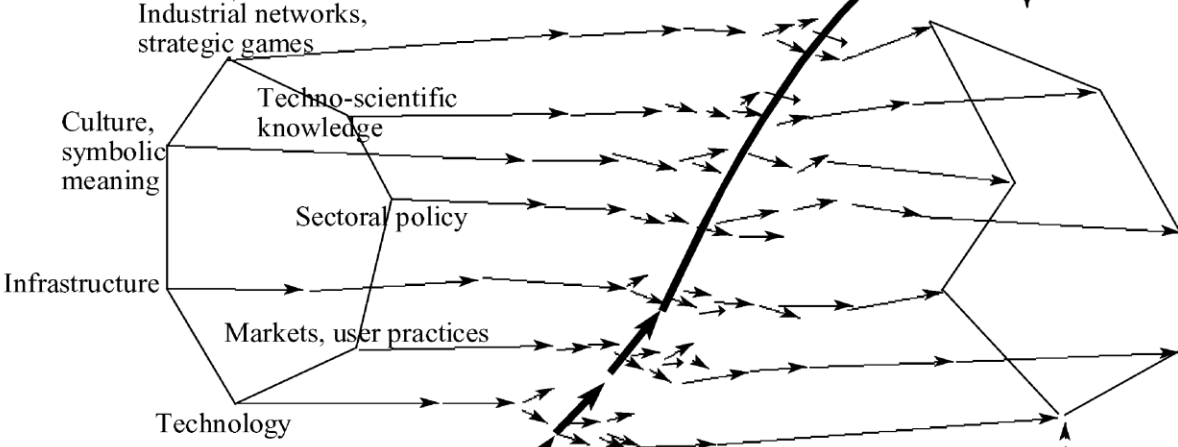 Industrial networks,
strategic games
Techno-scientific
knowledge
Culture,
symbolic
meaning
Sectoral policy
Infrastructure
Markets, user practices
Technology